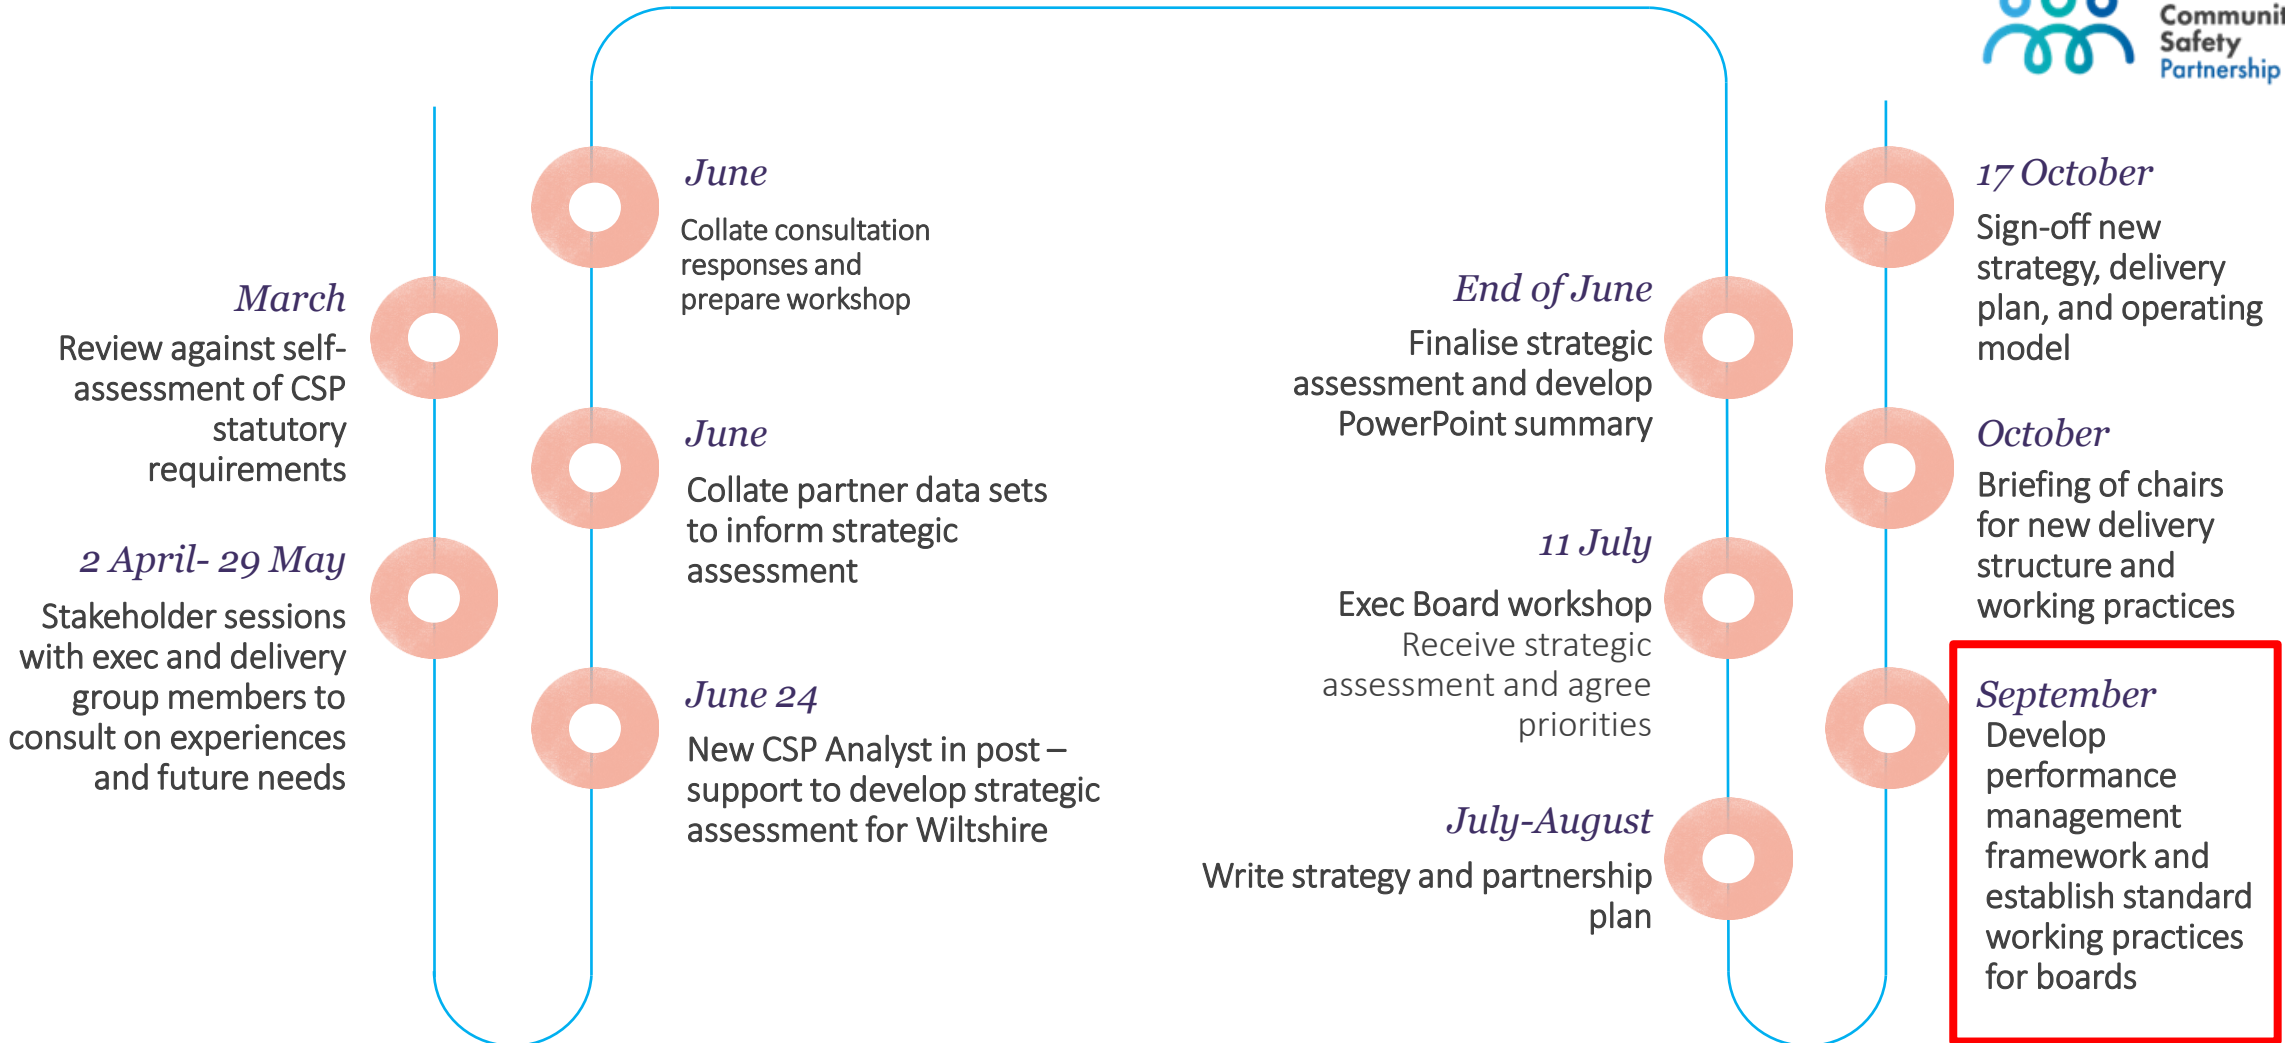 Communit
Safety
Partnership
March
Review against self-
assessment of CSP
statutory
requirements
2 April- 29 May
Stakeholder sessions
with exec and delivery
group members to
consult on experiences
and future needs
June
Collate consultation
responses and
prepare workshop
June
Collate partner data sets
to inform strategic
assessment
June 24
New CSP Analyst in post –
support to develop strategic
assessment for Wiltshire
End of June
Finalise strategic
assessment and develop
PowerPoint summary
11 July
Exec Board workshop
Receive strategic
assessment and agree
priorities
July-August
Write strategy and partnership
plan
17 October
Sign-off new
strategy, delivery
plan, and operating
model
October
Briefing of chairs
for new delivery
structure and
working practices
September
Develop
performance
management
framework and
establish standard
working practices
for boards